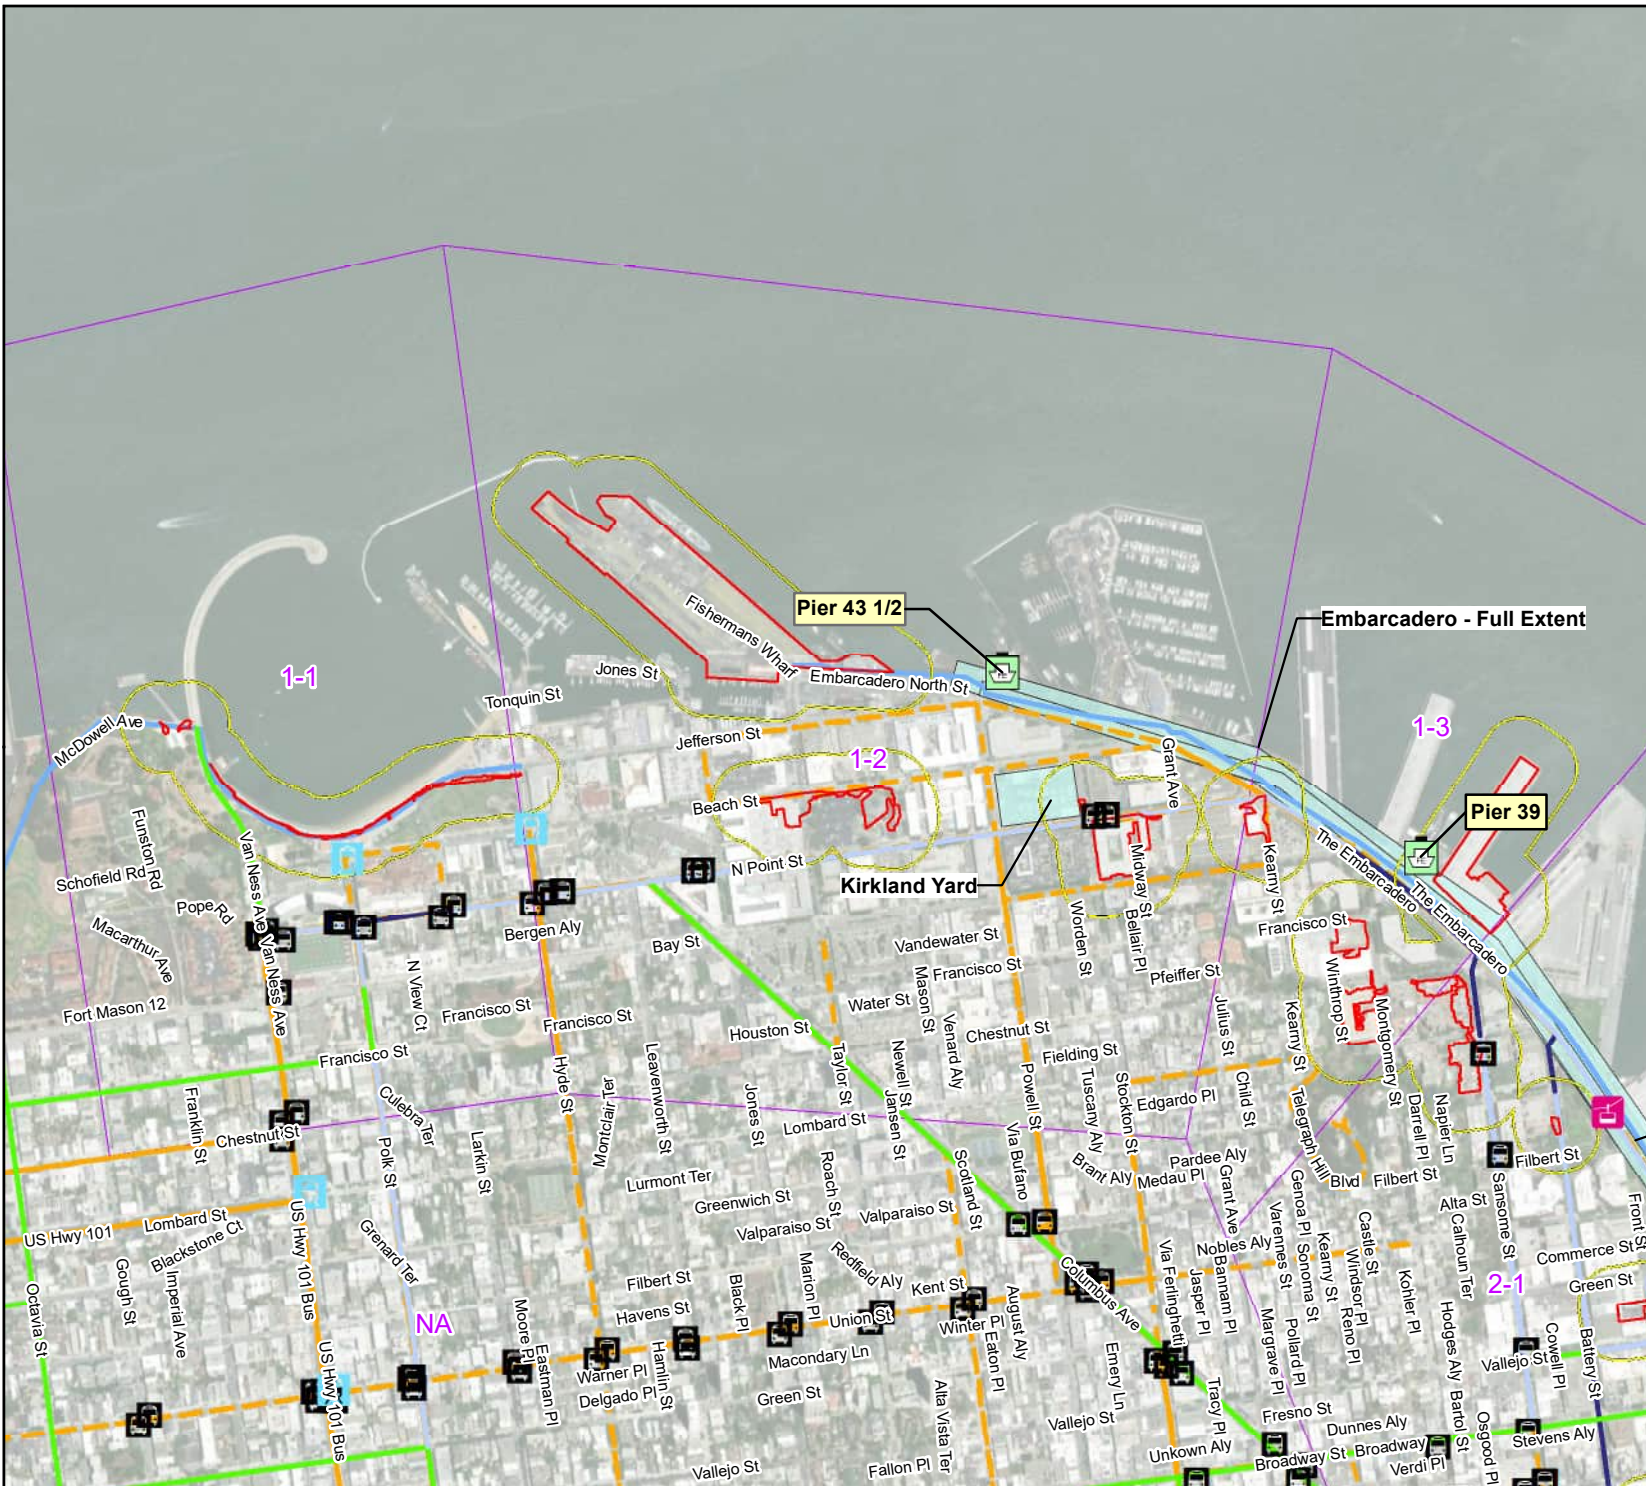 Pier 43 1/2
Embarcadero - Full Extent
Fishermans Wharf
Jones St
Embarcadero North St
1-1
Tonquin St
McDowell Ave
Jefferson St
1-2
1-3
Grant Ave
Beach St
Pier 39
Funston Rd
Schofield Rd
Van Ness Ave
Van Ness Ave
N Point St
Kirkland Yard
Midway St
Kearny St
The Embarcadero
The Embarcadero
Pope Rd
Macarthur Ave
Bergen Aly
Bay St
Vandewater St
Worden St
Bellair Pl
Francisco St
Fort Mason 12
N View Ct
Francisco St
Francisco St
Francisco St
Mason St
Water St
Pfeiffer St
Winthrop St
Julius St
Kearny St
Montgomery St
Francisco St
Houston St
Chestnut St
Venard Aly
Fielding St
Hyde St
Leavenworth St
Taylor St
Newell St
Powell St
Tuscany Aly
Stockton St
Edgardo Pl
Child St
Telegraph Hill
Blvd
Darrell Pl
Napier Ln
Franklin St
Chestnut St
Culebra Ter
Montclair Ter
Jones St
Lombard St
Jansen St
Polk St
Larkin St
Via Bufano
Brant Aly
Pardee Aly
Medau Pl
Filbert St
Filbert St
Lurmont Ter
Roach St
Scotland St
Greenwich St
Valparaiso St
Valparaiso St
Grant Ave
Genoa Pl
Alta St
Sansome St
US Hwy 101
Lombard St
Blackstone Ct
US Hwy 101 Bus
Grenard Ter
Redfield Aly
Nobles Aly
Varennes St
Sonoma St
Kearny St
Castle St
Windsor Pl
Calhoun Ter
Commerce St
Front St
Green St
Octavia St
Gough St
Imperial Ave
Filbert St
Marion Pl
Kent St
Columbus Ave
Via Ferlinghetti
Jasper Pl
Bannam Pl
Kohler Pl
2-1
NA
Havens St
Black Pl
Union St
Winter Pl
August Aly
Margrave Pl
Pollard Pl
Reno Pl
Hodges Aly
Cowell Pl
Battery St
Moore Pl
Eastman Pl
Warner Pl
Hamlin St
Macondary Ln
Eaton Pl
Emery Ln
Vallejo St
US Hwy 101 Bus
Delgado Pl
Green St
Alta Vista Ter
Vallejo St
Tracy Pl
Fresno St
Dunnes Aly
Bartol St
Osgood Pl
Stevens Aly
Vallejo St
Fallon Pl
Unkown Aly
Broadway St
Broadway
Verdi Pl